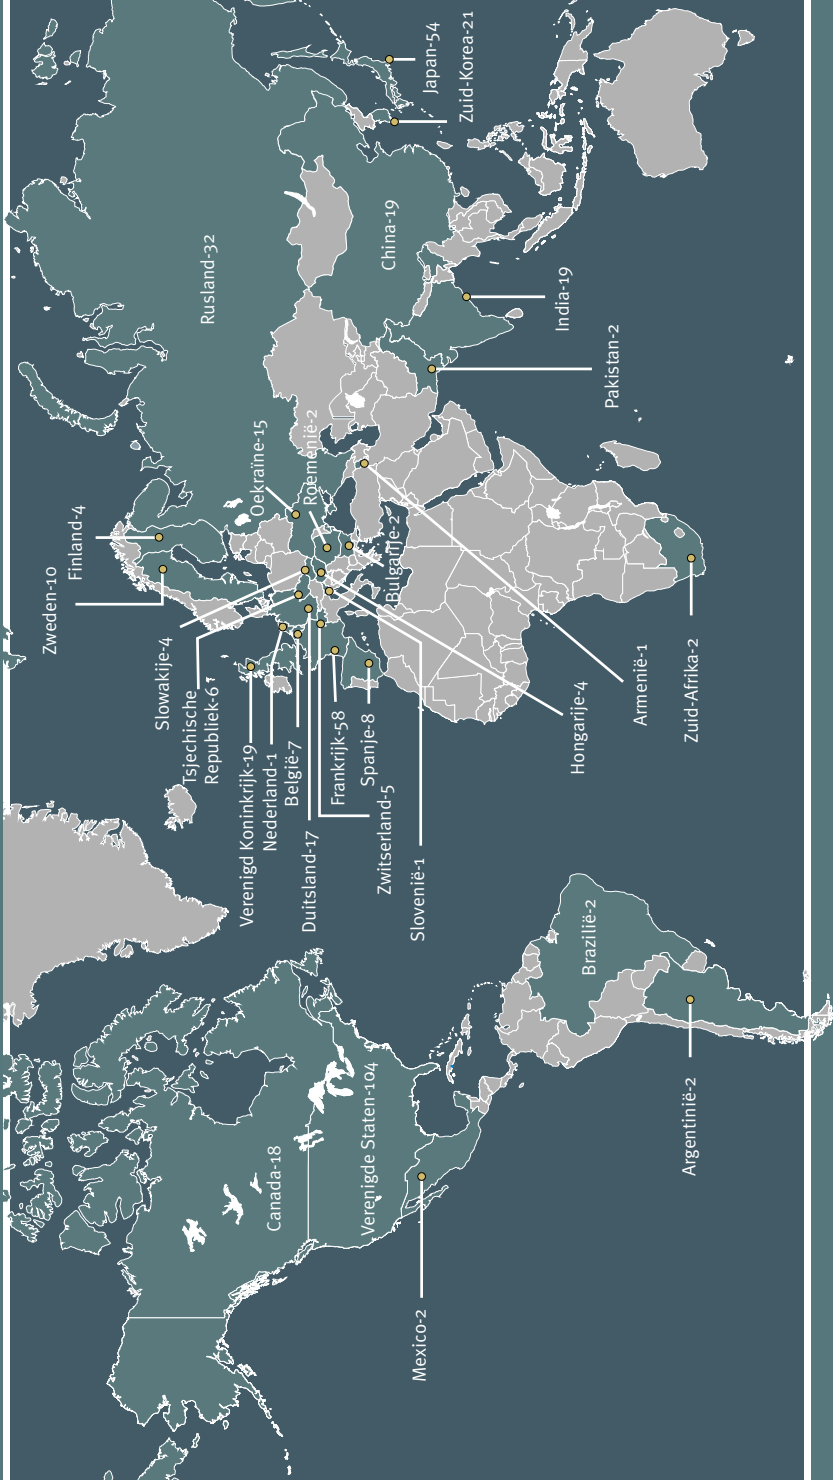 Zweden-10
Finland-4
Rusland-32
Japan-54
Zuid-Korea-21
China-19
India-19
Pakistan-2
Oekraïne-15
Roemenië-2
Bulgarije-2
Slowakije-4
Tsjechische
Republiek-6¹
Verenigd Koninkrijk-19
Nederland-1
België-7
Duitsland-17
Frankrijk-58
Spanje-8
Zwitserland-5
Slovenië-1
Hongarije-4
Armenië-1
Zuid-Afrika-2
Canada-18
Verenigde Staten-104
Mexico-2
Brazilië-2
Argentinië-2